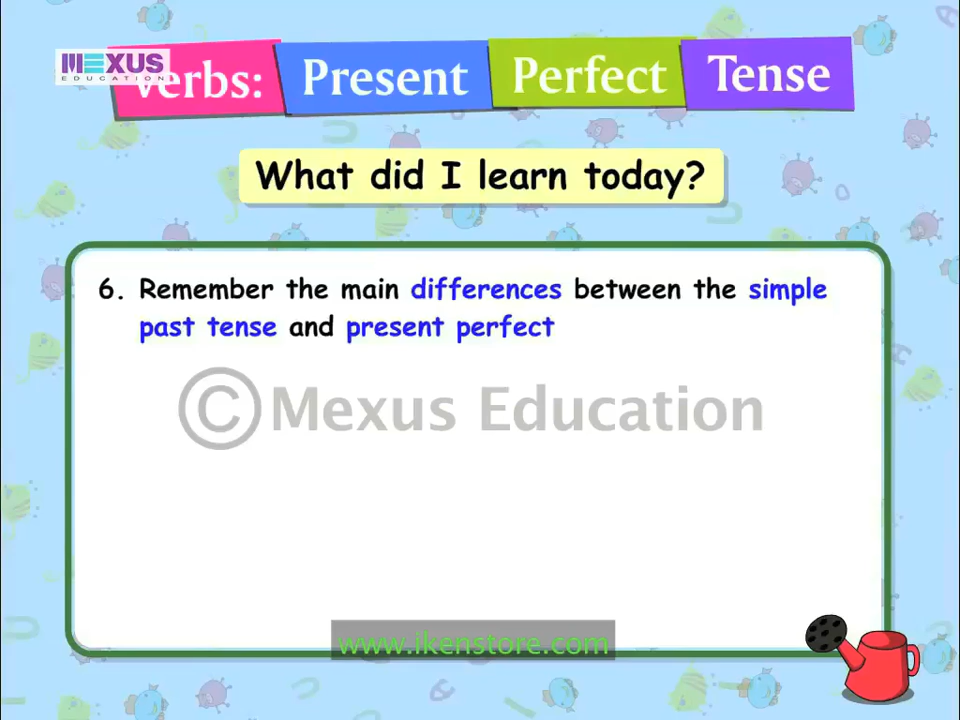 MEXUS
EDUCATION
Verbs: Present Perfect Tense
What did I learn today?
6. Remember the main differences between the simple
past tense and present perfect
© Mexus Education
www.ikenstore.com